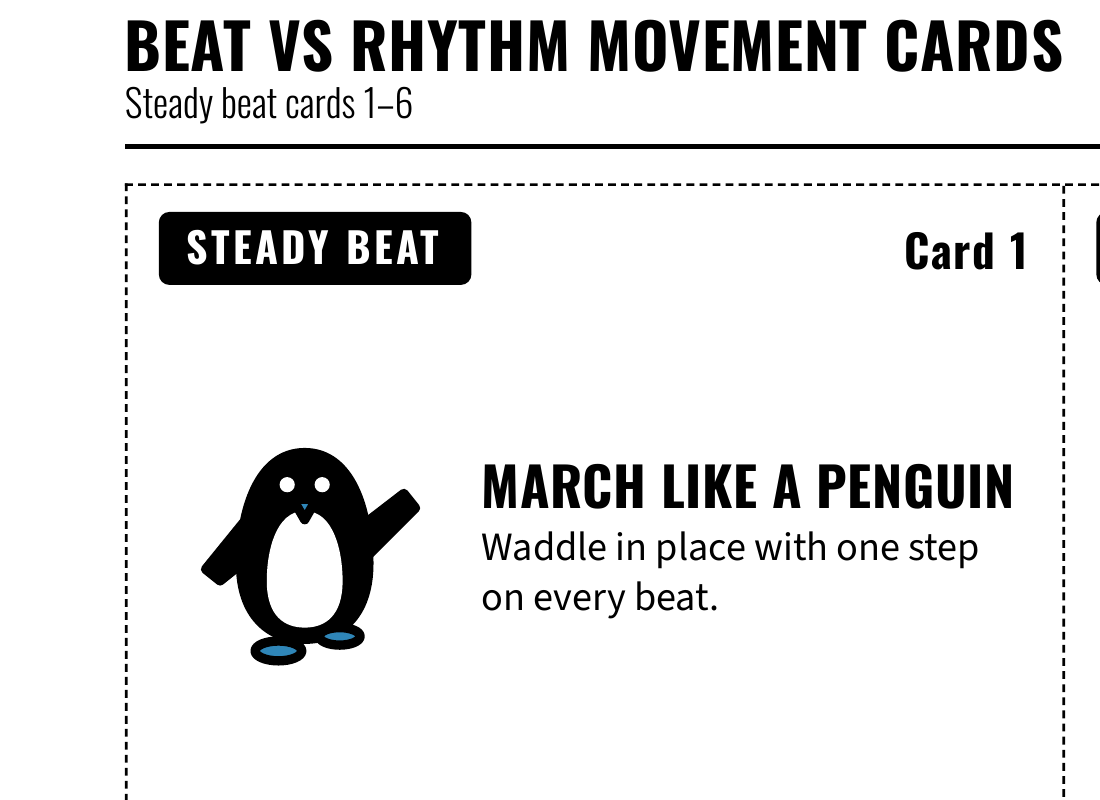 BEAT VS RHYTHM MOVEMENT CARDS
Steady beat cards 1–6
STEADY BEAT
Card 1
MARCH LIKE A PENGUIN
Waddle in place with one step
on every beat.